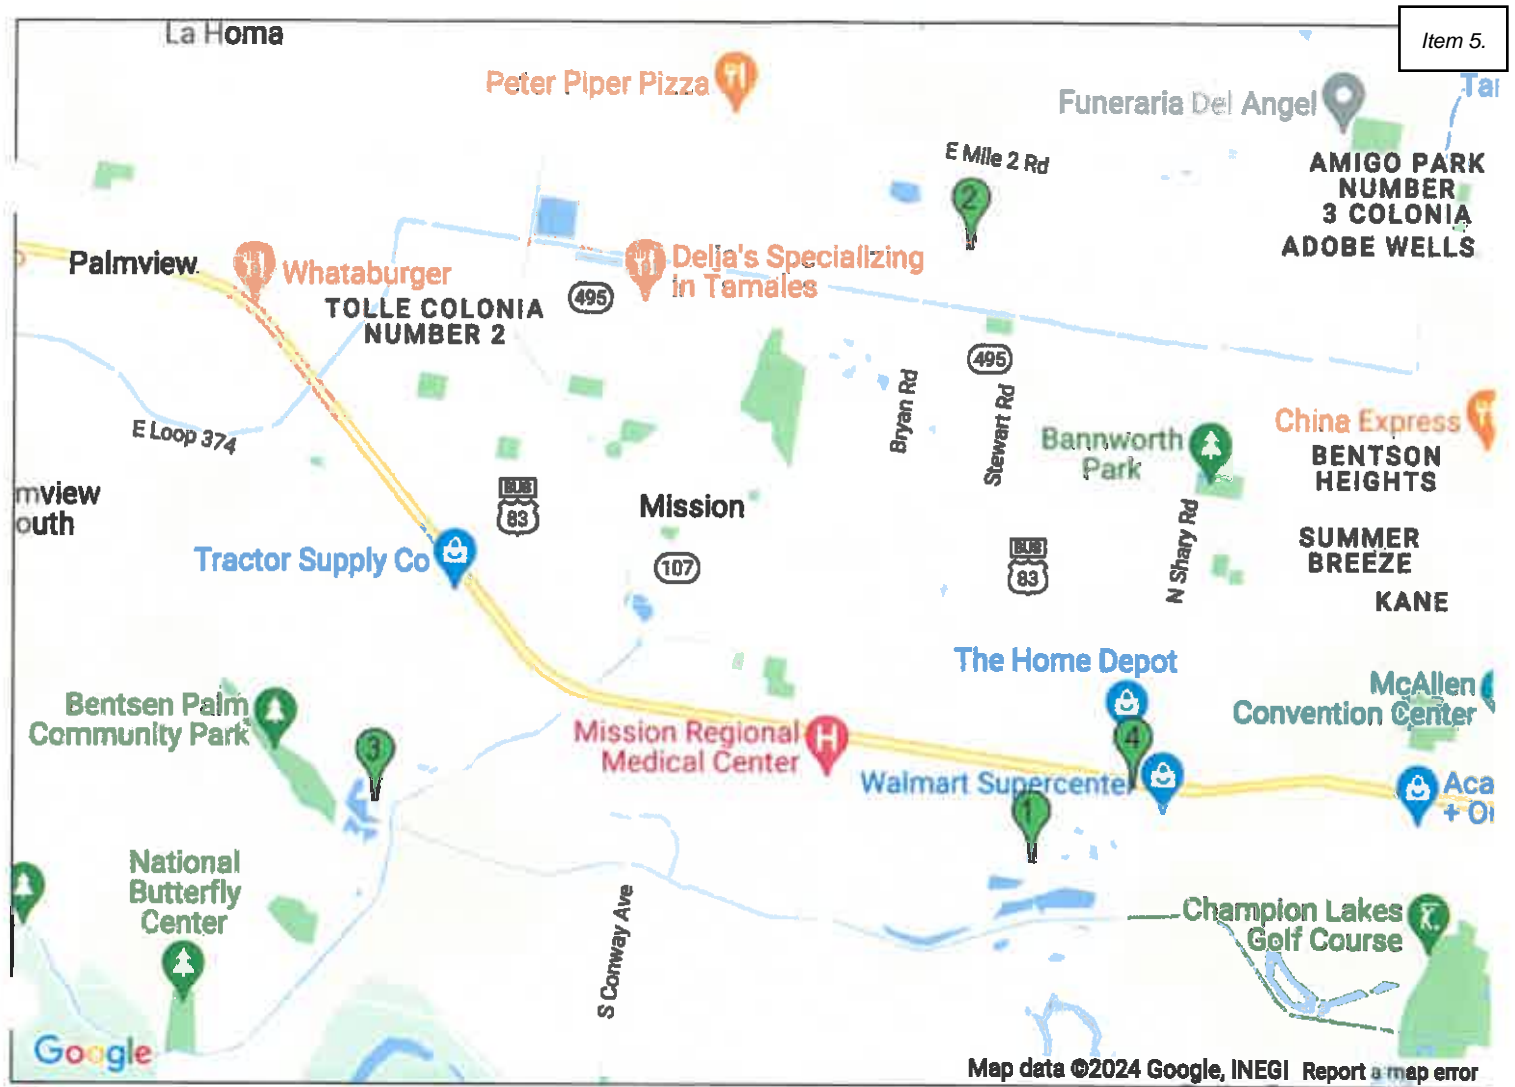 Item 5.
La Homa
Peter Piper Pizza
Funeraria Del Angel
E Mile 2 Rd
AMIGO PARK
NUMBER
3 COLONIA
ADOBE WELLS
2
Palmview
Whataburger
TOLLE COLONIA
NUMBER 2
495
Delia's Specializing
in Tamales
495
E Loop 374
Bryan Rd
Stewart Rd
Bannworth
Park
China Express
BENTSON
HEIGHTS
mview
outh
BUS
83
Mission
Tractor Supply Co
107
BUS
83
N Shary Rd
SUMMER
BREEZE
KANE
The Home Depot
Bentsen Palm
Community Park
3
Mission Regional
Medical Center
H
4
McAllen
Convention Center
Walmart Supercenter
1
Aca
National
Butterfly
Center
S Conway Ave
Champion Lakes
Golf Course
Google
Map data ©2024 Google, INEGI Report a map error